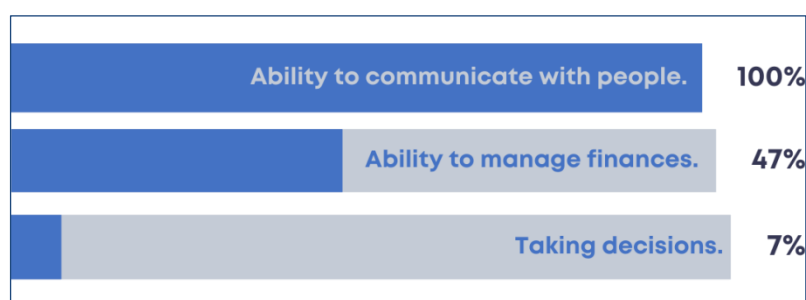 Ability to communicate with people. 100%
Ability to manage finances. 47%
Taking decisions. 7%